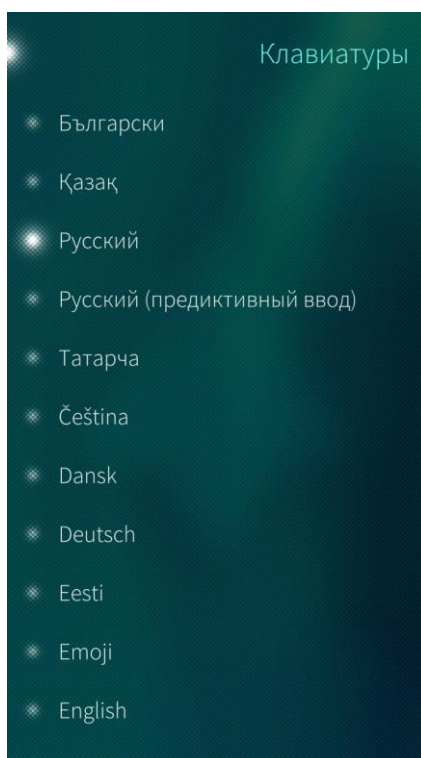 Клавиатуры
Български
Қазақ
Русский
Русский (предиктивный ввод)
Татарча
Čeština
Dansk
Deutsch
Eesti
Emoji
English